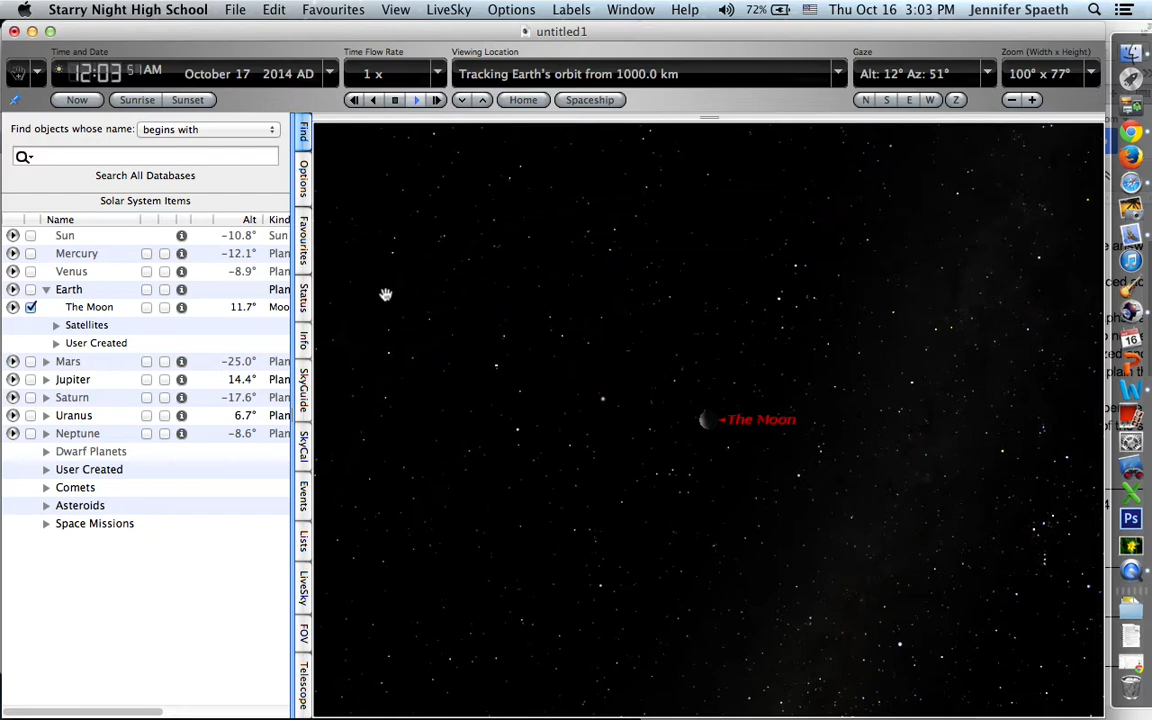 Starry Night High School File Edit Favourites View LiveSky Options Labels Window Help 72% Thu Oct 16 3:03 PM Jennifer Spaeth
untitled1
Time and Date Time Flow Rate Viewing Location Gaze Zoom (Width x Height)
12:03 51 AM October 17 2014 AD 1 x Tracking Earth's orbit from 1000.0 km Alt: 12° Az: 51° 100° x 77°
Now Sunrise Sunset Home Spaceship N S E W Z
Find objects whose name: begins with
Search All Databases
Solar System Items
Name Alt Kind
Sun −10.8° Sun
Mercury −12.1° Plan
Venus −8.9° Plan
Earth Plan
The Moon 11.7° Moo
Satellites
User Created
Mars −25.0° Plan
Jupiter 14.4° Plan
Saturn −17.6° Plan
Uranus 6.7° Plan
Neptune −8.6° Plan
Dwarf Planets
User Created
Comets
Asteroids
Space Missions
Find
Options
Favourites
Status
Info
SkyGuide
SkyCal
Events
Lists
LiveSky
FOV
Telescope
The Moon
16
Ps